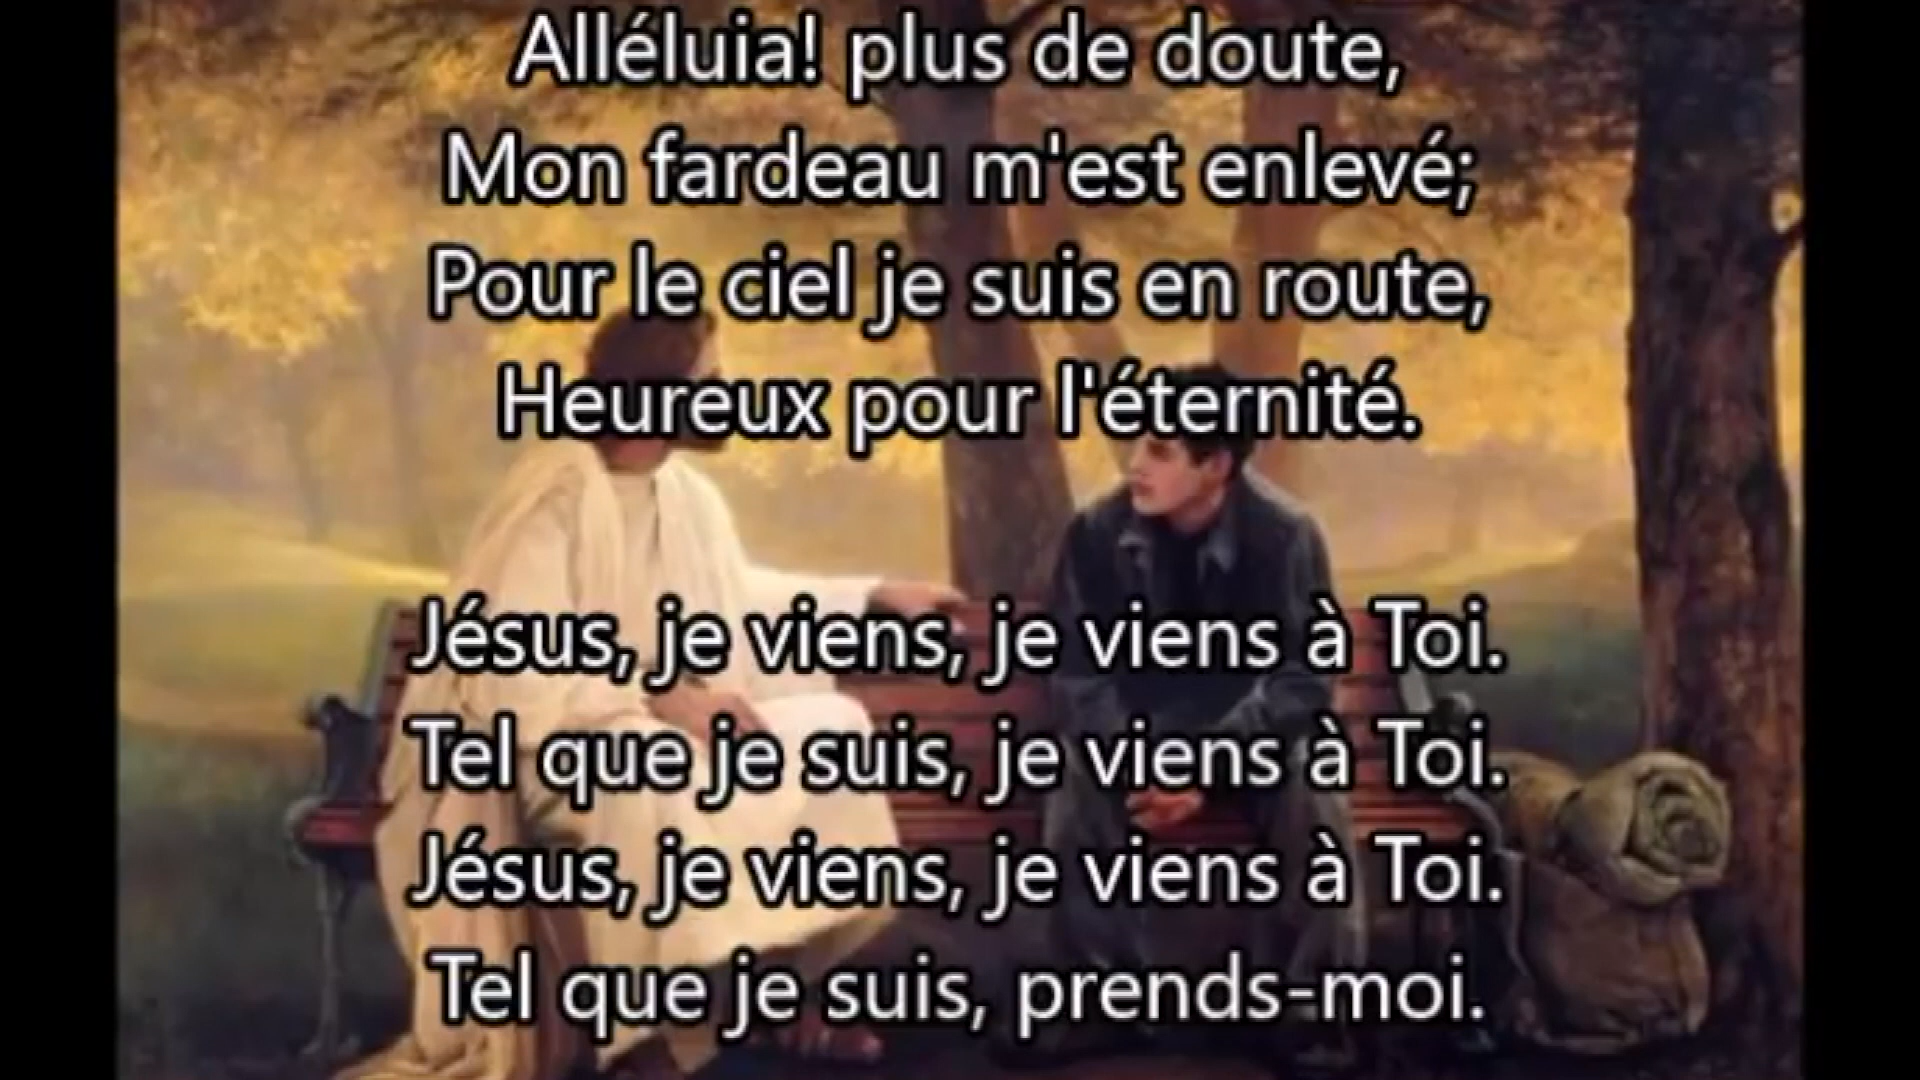 Alléluia! plus de doute,
Mon fardeau m'est enlevé;
Pour le ciel je suis en route,
Heureux pour l'éternité.
Jésus, je viens, je viens à Toi.
Tel que je suis, je viens à Toi.
Jésus, je viens, je viens à Toi.
Tel que je suis, prends-moi.